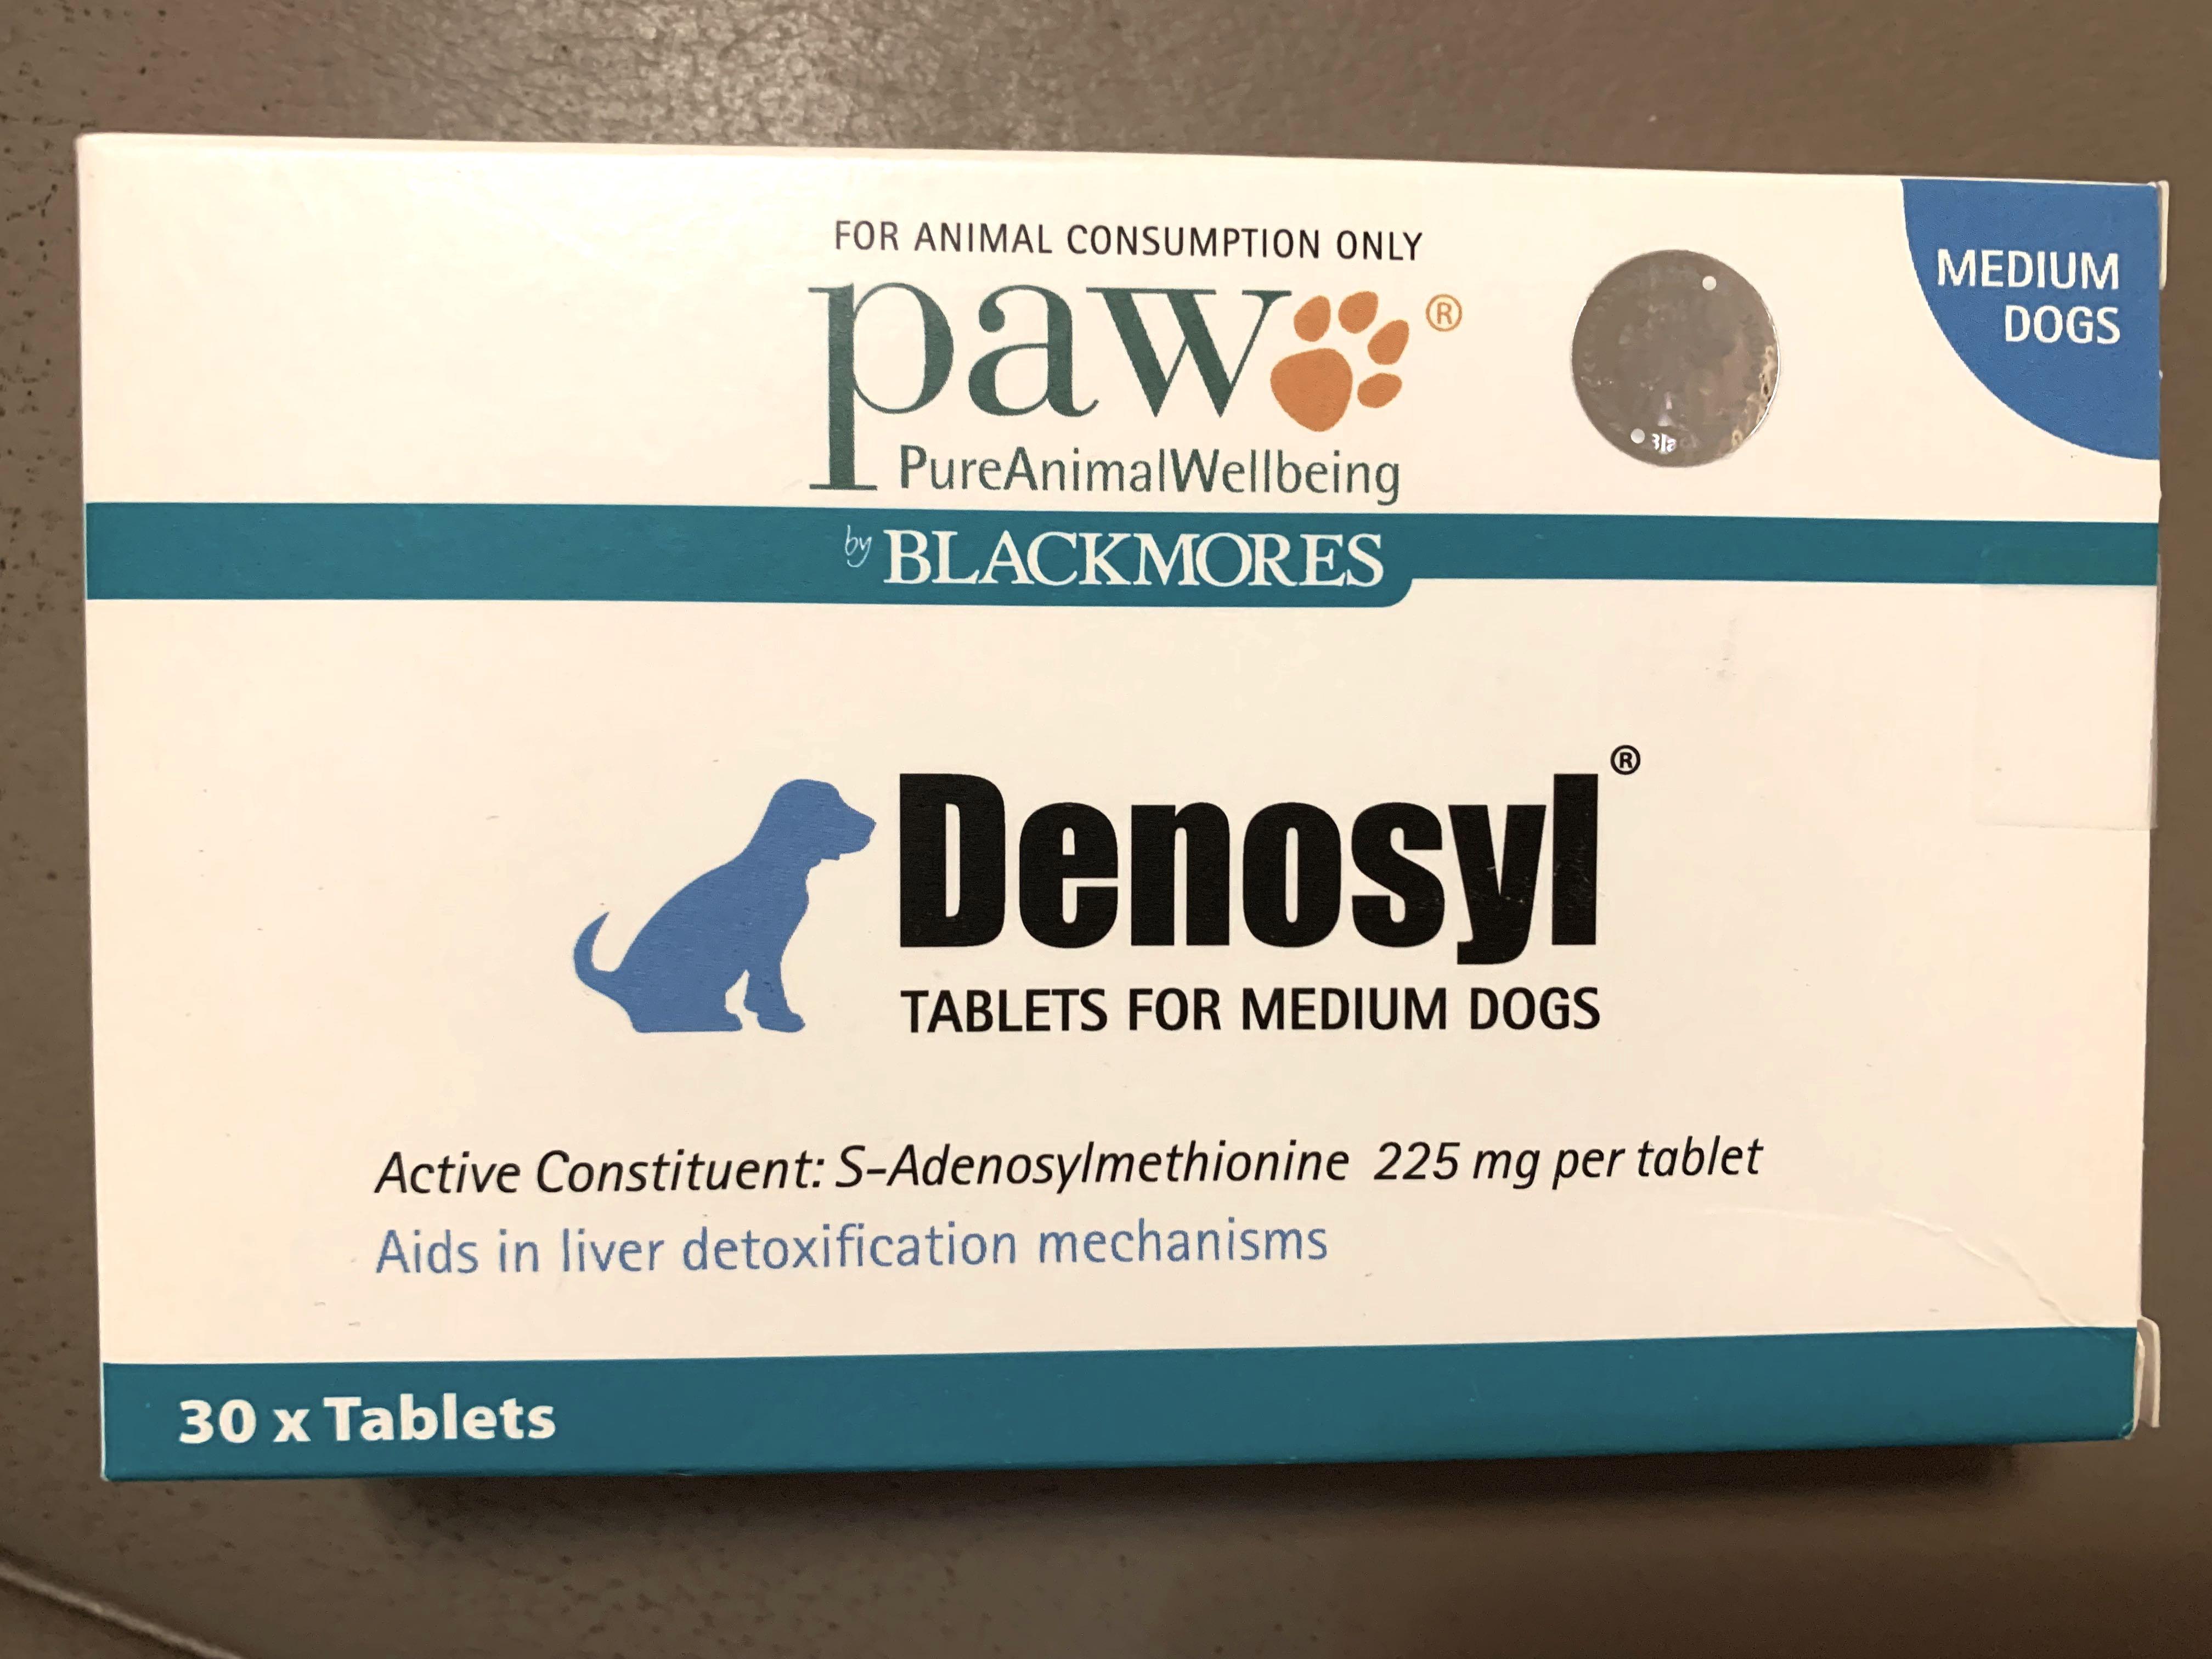 FOR ANIMAL CONSUMPTION ONLY
MEDIUM
DOGS
paw®
PureAnimalWellbeing
by BLACKMORES
Denosyl®
TABLETS FOR MEDIUM DOGS
Active Constituent: S-Adenosylmethionine 225 mg per tablet
Aids in liver detoxification mechanisms
30 x Tablets